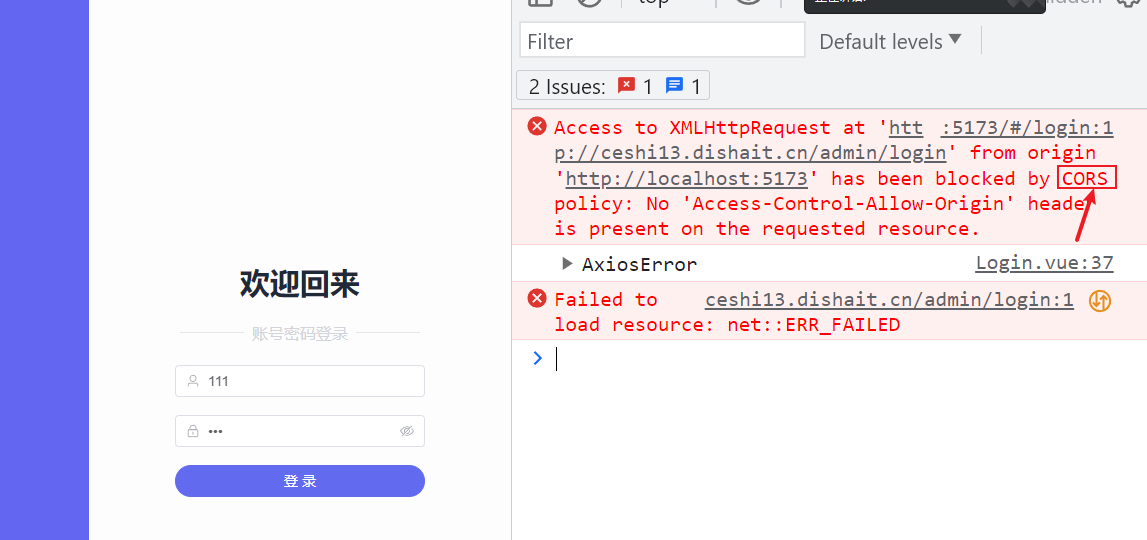 欢迎回来
账号密码登录
111
•••
登 录
top
Filter
Default levels
2 Issues: 1 1
Access to XMLHttpRequest at 'htt :5173/#/login:1
p://ceshi13.dishait.cn/admin/login' from origin
'http://localhost:5173' has been blocked by CORS
policy: No 'Access-Control-Allow-Origin' header
is present on the requested resource.
AxiosError Login.vue:37
Failed to ceshi13.dishait.cn/admin/login:1
load resource: net::ERR_FAILED